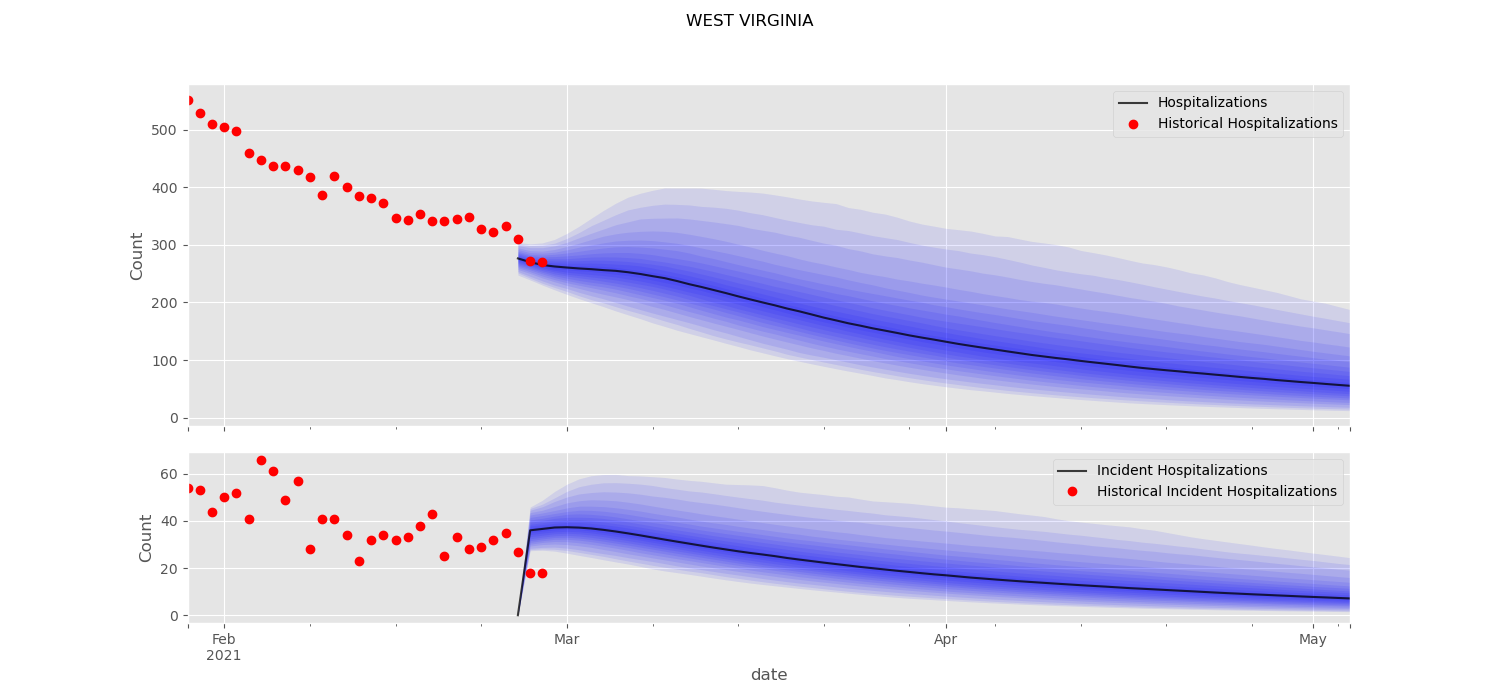 WEST VIRGINIA
Hospitalizations
Historical Hospitalizations
500
400
300
200
100
0
Count
Incident Hospitalizations
Historical Incident Hospitalizations
60
40
20
0
Count
Feb
2021
Mar
Apr
May
date